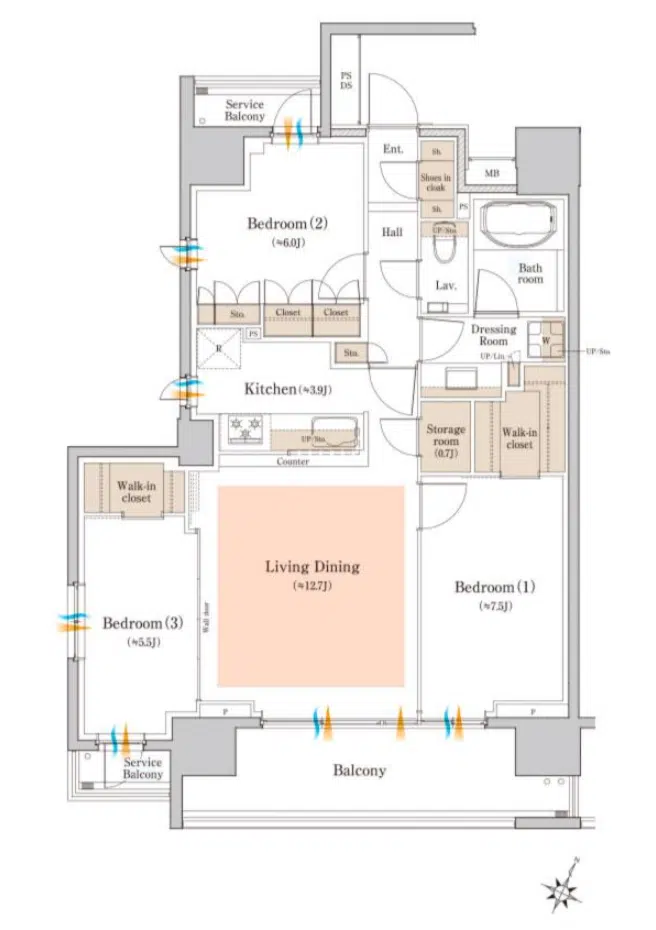 PS
DS
Service
Balcony
Ent.
Sh.
MB
Shoes in
cloak
Sh.
PS
Bedroom(2)
(≒6.0J)
Hall
UP/Sto.
Lav.
Bath
room
Sto.
Closet
Closet
Dressing
Room
W
UP/Sto.
UP/Lin.
PS
R
Sto.
Kitchen(≒3.9J)
UP/Sto.
Counter
Storage
room
(0.7J)
Walk-in
closet
Walk-in
closet
Living Dining
(≒12.7J)
Bedroom(1)
(≒7.5J)
Bedroom(3)
(≒5.5J)
Wall door
P
P
Service
Balcony
Balcony
N